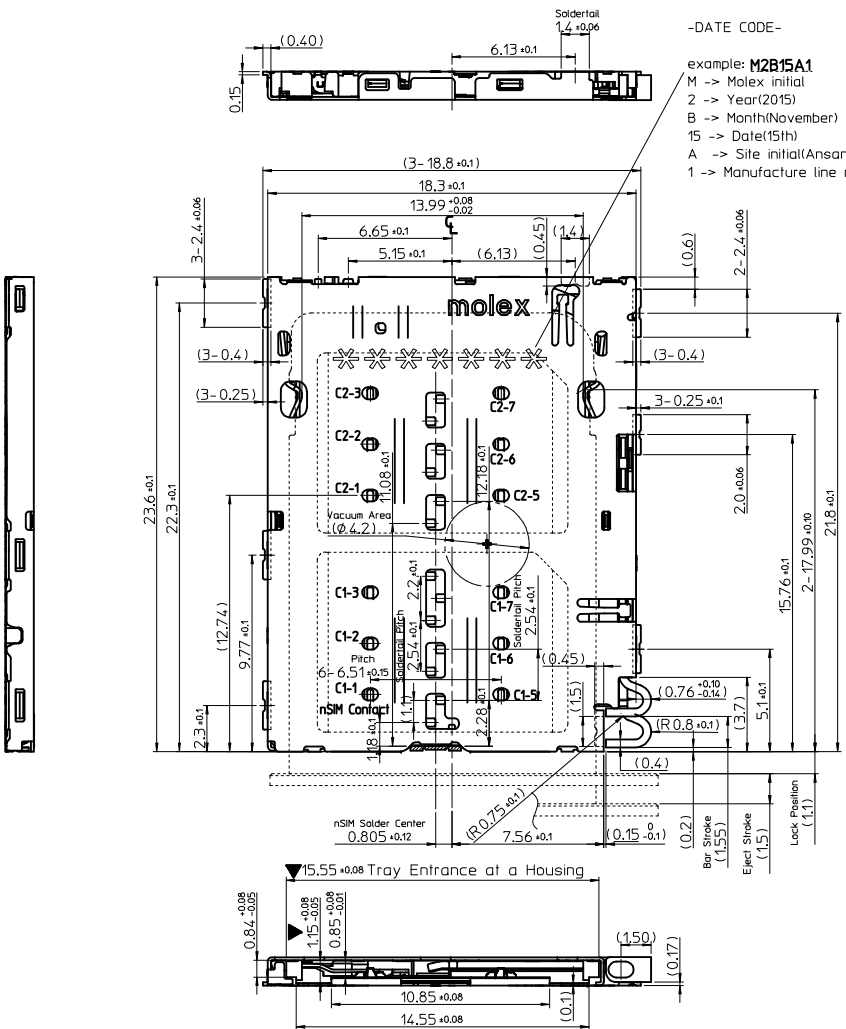 Soldertail
1.4 ±0.06
(0.40)
6.13 ±0.1
0.15
-DATE CODE-
example: M2B15A1
M -> Molex initial
2 -> Year(2015)
B -> Month(November)
15 -> Date(15th)
A -> Site initial(Ansan
1 -> Manufacture line
(3-18.8 ±0.1)
18.3 ±0.1
13.99 +0.08 -0.02
CL
6.65 ±0.1
5.15 ±0.1
(6.13)
(0.45)
(1.4)
(0.6)
3-2.4 ±0.06
2-2.4 ±0.06
molex
(3-0.4)
(3-0.4)
(3-0.25)
3-0.25 ±0.1
C2-3
C2-7
C2-2
C2-6
C2-1
C2-5
11.08 ±0.1
12.18 ±0.1
2.0 ±0.06
Vacuum Area
(Ø4.2)
23.6 ±0.1
22.3 ±0.1
(12.74)
9.77 ±0.1
2.3 ±0.1
21.8 ±0.1
2-17.99 ±0.10
15.76 ±0.1
5.1 ±0.1
(3.7)
C1-3
C1-7
C1-2
C1-6
C1-1
C1-5
2.2 ±0.1
Soldertail Pitch
2.54 ±0.1
Soldertail Pitch
2.54 ±0.1
Pitch
6-6.51 ±0.15
nSIM Contact
(1.1)
1.18 ±0.1
2.28 ±0.1
(0.45)
(1.5)
(0.76 +0.10 -0.14)
(R0.8 ±0.1)
(0.4)
(R0.75 ±0.1)
nSIM Solder Center
0.805 ±0.12
7.56 ±0.1
(0.15 0 -0.1)
(0.2)
Bar Stroke
(1.55)
Eject Stroke
(1.5)
Lock Position
(1.1)
15.55 ±0.08 Tray Entrance at a Housing
0.84 +0.08 -0.05
1.15 +0.08 -0.05
0.85 +0.08 -0.01
(1.50)
(0.17)
10.85 ±0.08
(0.1)
14.55 ±0.08